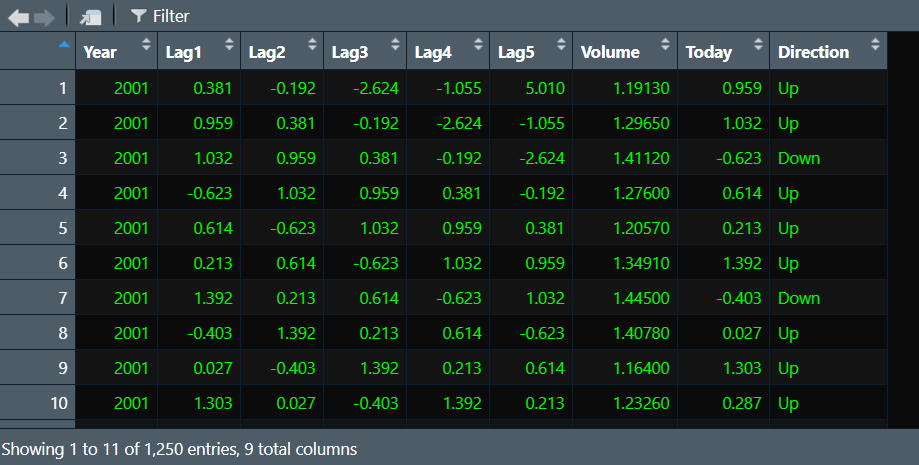 Filter
Year Lag1 Lag2 Lag3 Lag4 Lag5 Volume Today Direction
1 2001 0.381 -0.192 -2.624 -1.055 5.010 1.19130 0.959 Up
2 2001 0.959 0.381 -0.192 -2.624 -1.055 1.29650 1.032 Up
3 2001 1.032 0.959 0.381 -0.192 -2.624 1.41120 -0.623 Down
4 2001 -0.623 1.032 0.959 0.381 -0.192 1.27600 0.614 Up
5 2001 0.614 -0.623 1.032 0.959 0.381 1.20570 0.213 Up
6 2001 0.213 0.614 -0.623 1.032 0.959 1.34910 1.392 Up
7 2001 1.392 0.213 0.614 -0.623 1.032 1.44500 -0.403 Down
8 2001 -0.403 1.392 0.213 0.614 -0.623 1.40780 0.027 Up
9 2001 0.027 -0.403 1.392 0.213 0.614 1.16400 1.303 Up
10 2001 1.303 0.027 -0.403 1.392 0.213 1.23260 0.287 Up
Showing 1 to 11 of 1,250 entries, 9 total columns